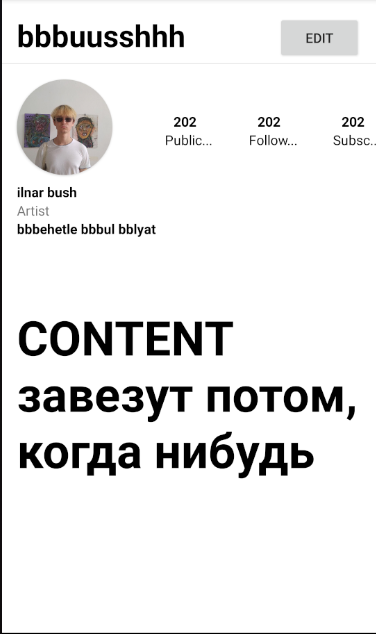 bbbuusshhh
EDIT
202 202 202
Public... Follow... Subsc...
ilnar bush
Artist
bbbehetle bbbul bblyat
CONTENT
завезут потом,
когда нибудь